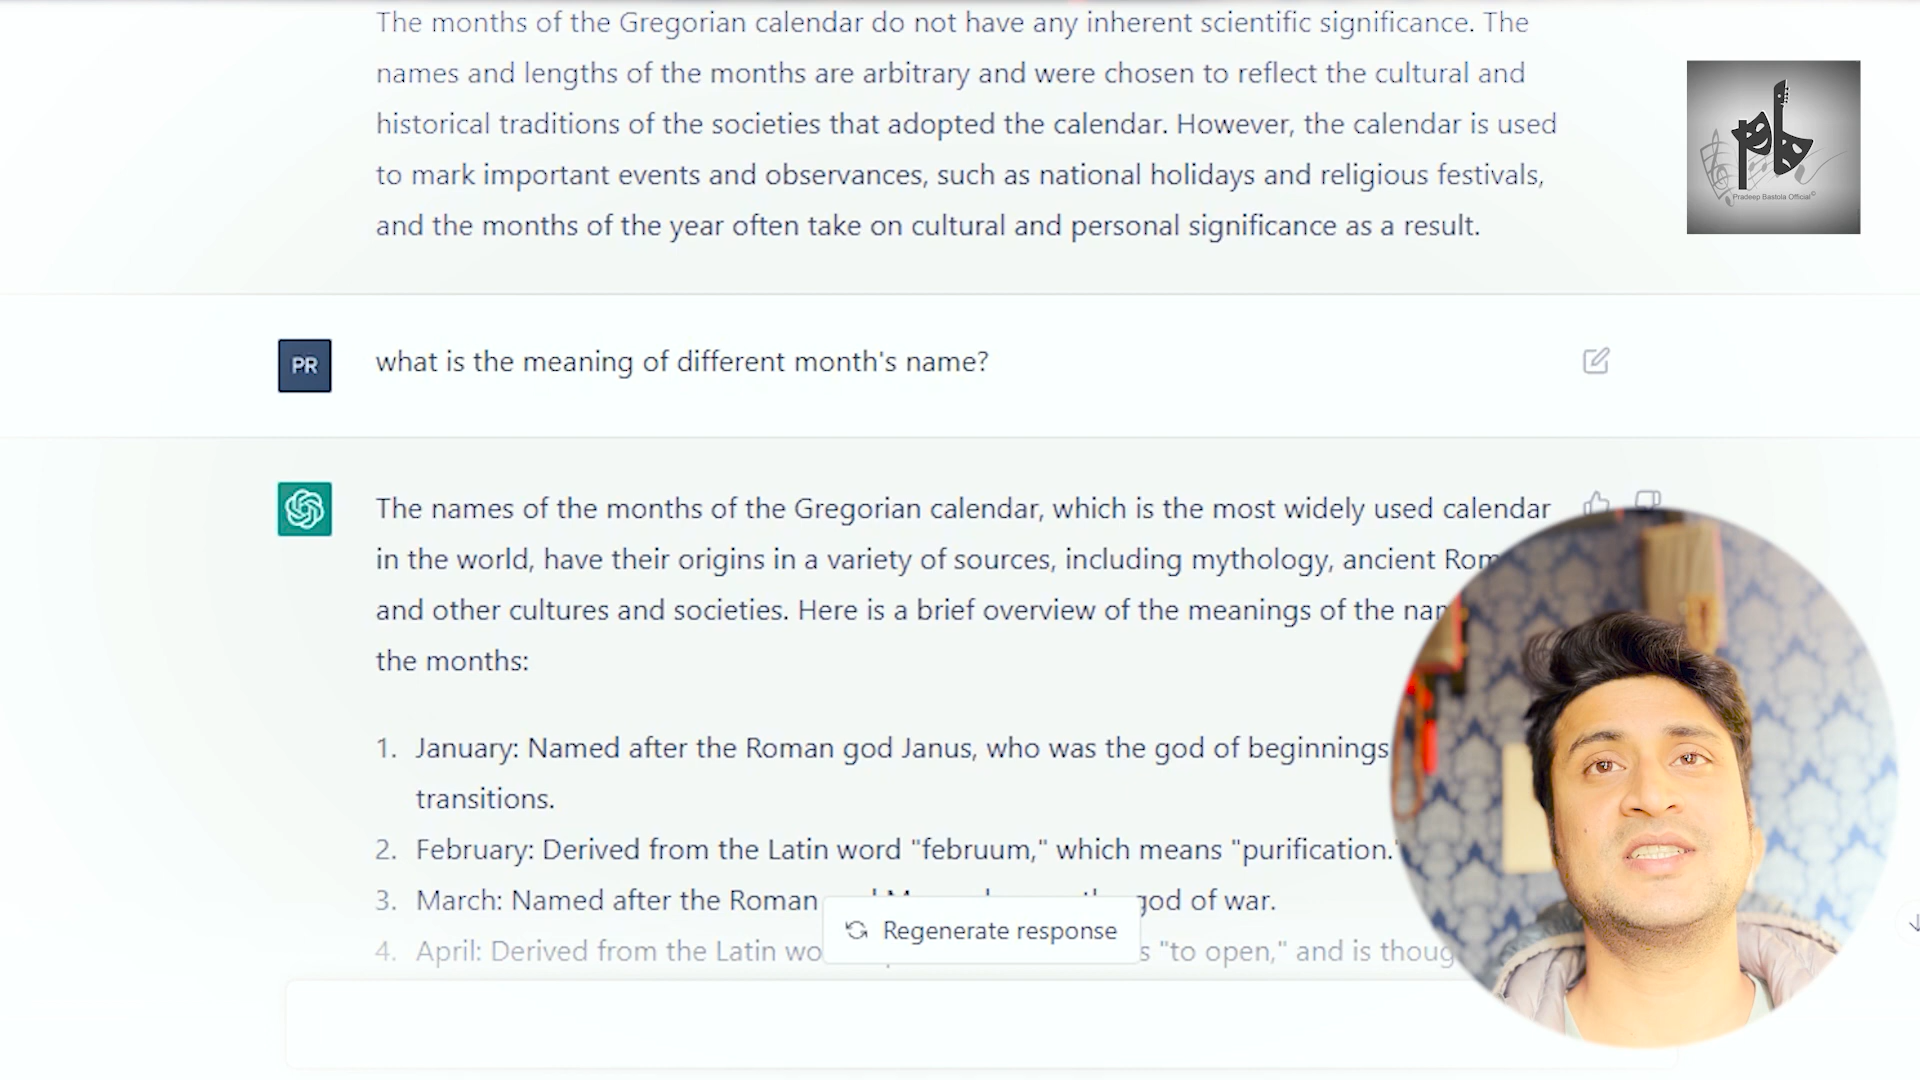 The months of the Gregorian calendar do not have any inherent scientific significance. The
names and lengths of the months are arbitrary and were chosen to reflect the cultural and
historical traditions of the societies that adopted the calendar. However, the calendar is used
to mark important events and observances, such as national holidays and religious festivals,
and the months of the year often take on cultural and personal significance as a result.
pb
Pradeep Bastola Official©
PR
what is the meaning of different month's name?
The names of the months of the Gregorian calendar, which is the most widely used calendar
in the world, have their origins in a variety of sources, including mythology, ancient
and other cultures and societies. Here is a brief overview of the meanings of the
the months:
1. January: Named after the Roman god Janus, who was the god of beginnings
transitions.
2. February: Derived from the Latin word "februum," which means "purification."
3. March: Named after the Roman god of war.
4. April: Derived from the Latin "to open," and is
Regenerate response